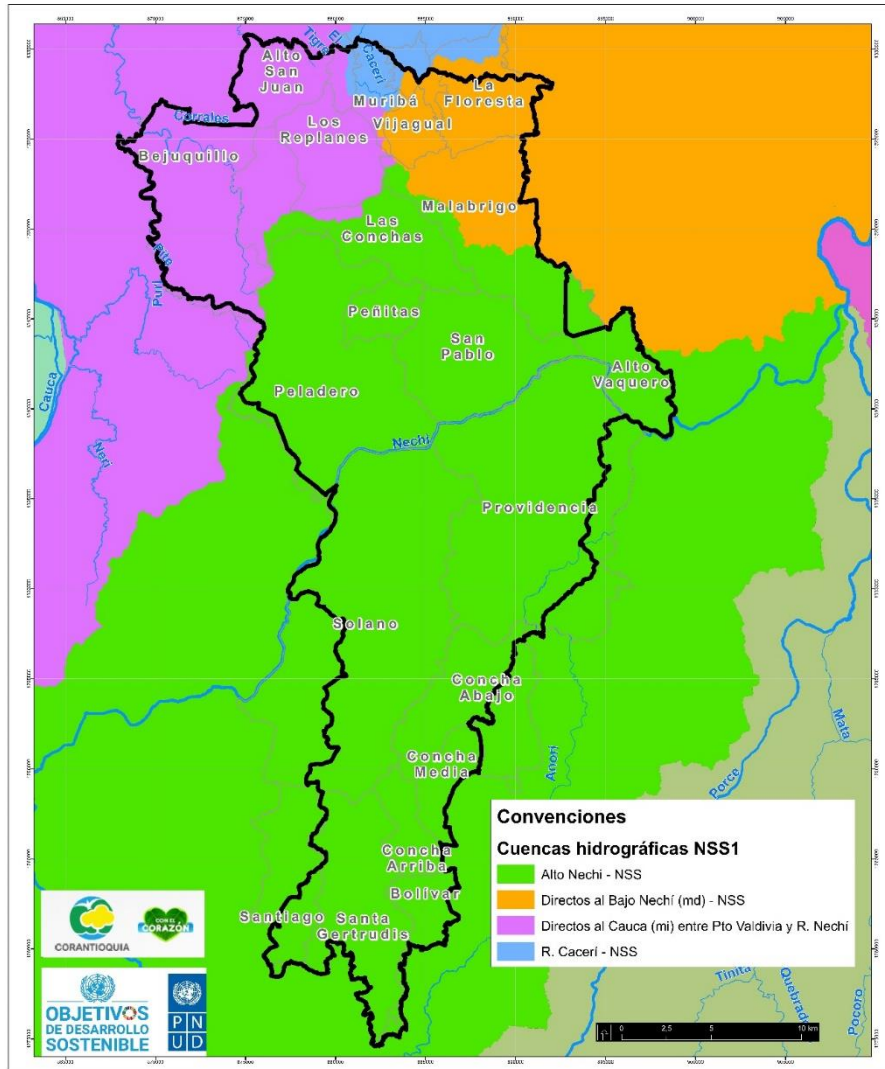 Alto
San
Juan
Tigre
El
Cacerí
La
Floresta
Muribá
Vijagual
Corrales
Los
Replanes
Bejuquillo
Malabrigo
Las
Conchas
Puri
Peñitas
San
Pablo
Alto
Vaquero
Peladero
Cauca
Neri
Nechí
Providencia
Solano
Concha
Abajo
Concha
Media
Anorí
Porce
Mata
Concha
Arriba
Bolívar
Santiago
Santa
Gertrudis
Convenciones
Cuencas hidrográficas NSS1
Alto Nechi - NSS
Directos al Bajo Nechí (md) - NSS
Directos al Cauca (mi) entre Pto Valdivia y R. Nechí
R. Cacerí - NSS
Tinita
Quebrado
Pocoro
0 2,5 5 10 km
CORANTIOQUIA
CON EL
CORAZÓN
OBJETIVOS
DE DESARROLLO
SOSTENIBLE
P N
U D